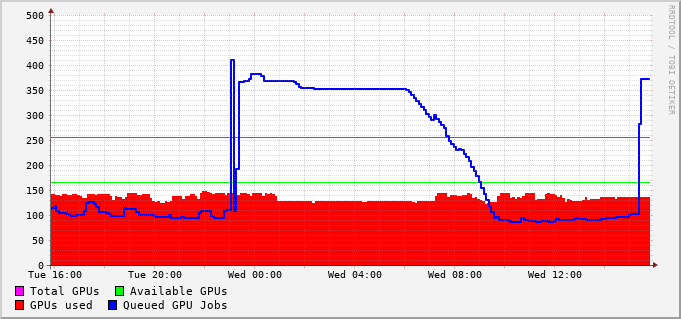 500
450
400
350
300
250
200
150
100
50
0
Tue 16:00 Tue 20:00 Wed 00:00 Wed 04:00 Wed 08:00 Wed 12:00
Total GPUs Available GPUs
GPUs used Queued GPU Jobs
RRDTOOL / TOBI OETIKER